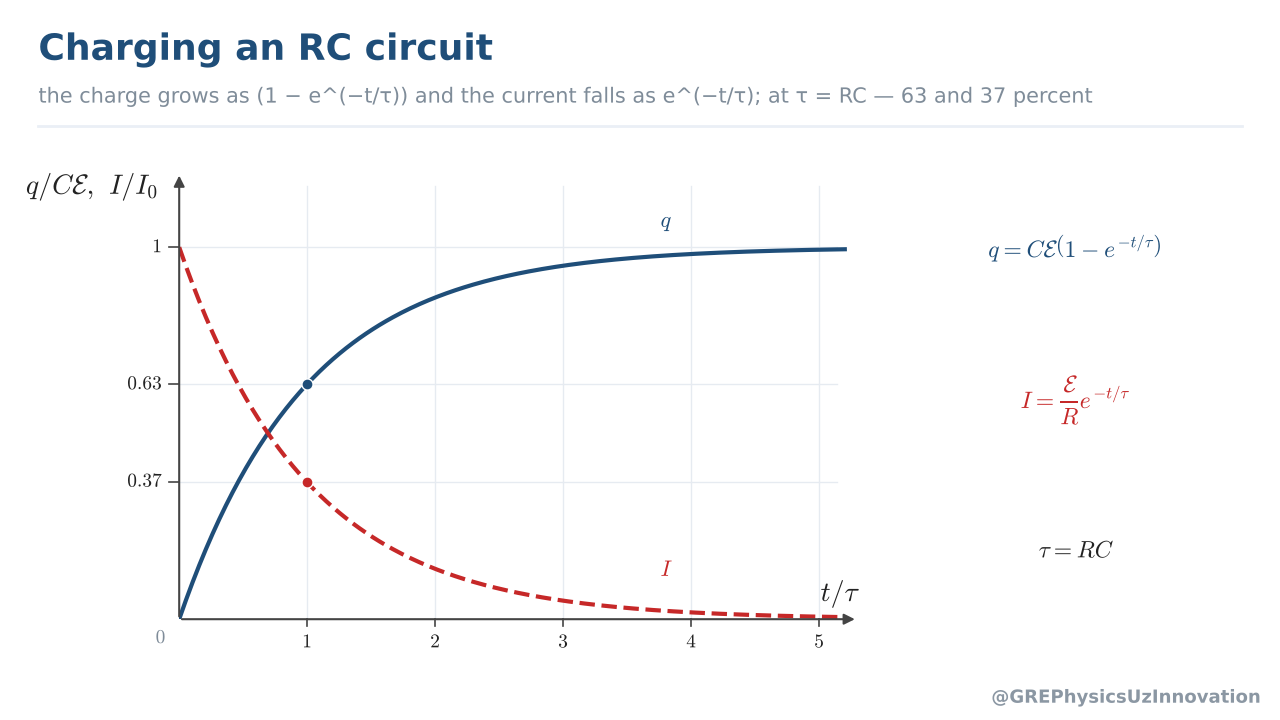 Charging an RC circuit
the charge grows as (1 − e^(−t/τ)) and the current falls as e^(−t/τ); at τ = RC — 63 and 37 percent
q/Cℰ, I/I₀
q
1
q = Cℰ(1 − e^{−t/τ})
0.63
I = ℰ/R e^{−t/τ}
0.37
τ = RC
I
t/τ
0
1 2 3 4 5
@GREPhysicsUzInnovation